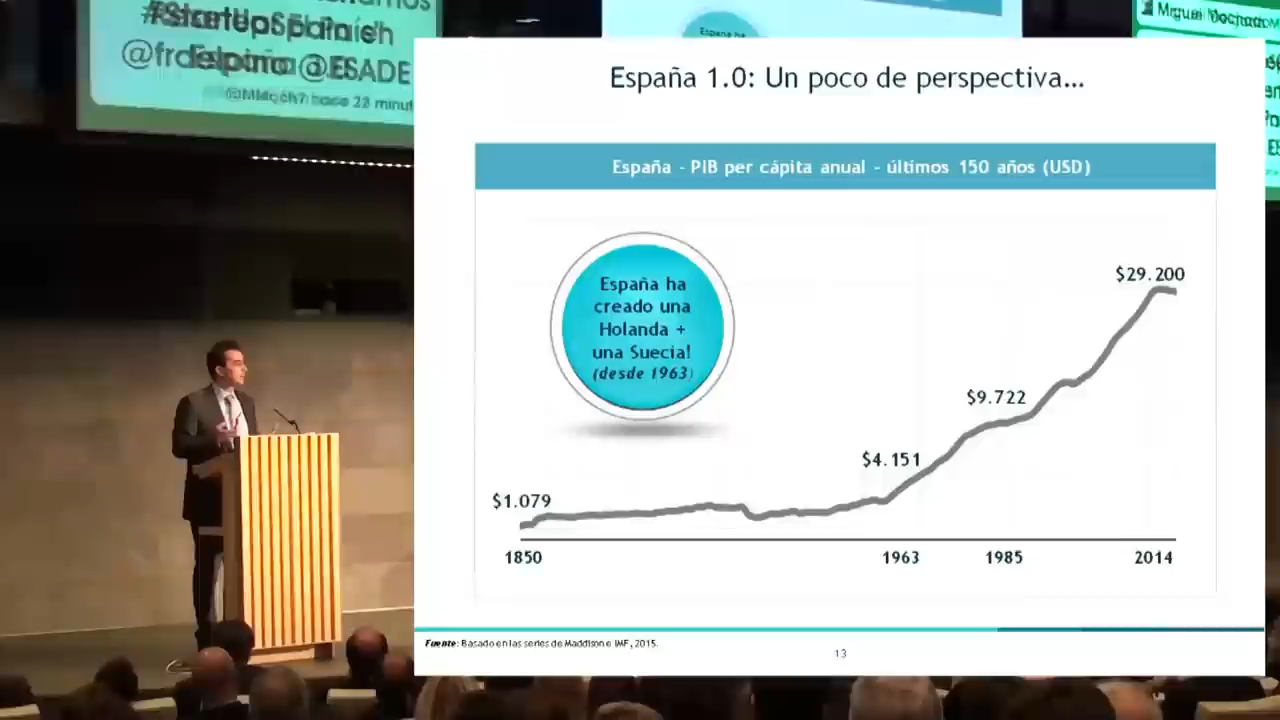 @ESADE
España ha
España 1.0: Un poco de perspectiva...
España - PIB per cápita anual - últimos 150 años (USD)
España ha
creado una
Holanda +
una Suecia!
(desde 1963)
$29.200
$9.722
$4.151
$1.079
1850
1963
1985
2014
Fuente: Basado en las series de Maddison e IMF, 2015.
13